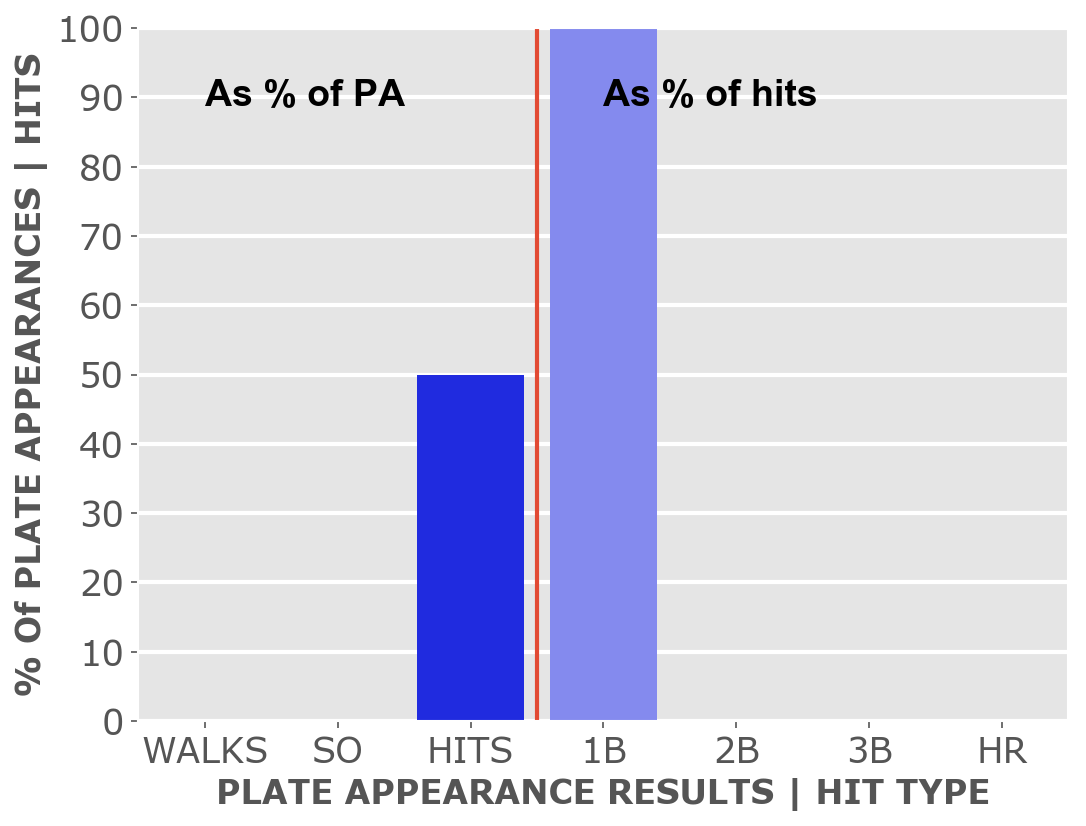 % Of PLATE APPEARANCES | HITS
100
90
80
70
60
50
40
30
20
10
0
As % of PA
As % of hits
WALKS SO HITS 1B 2B 3B HR
PLATE APPEARANCE RESULTS | HIT TYPE